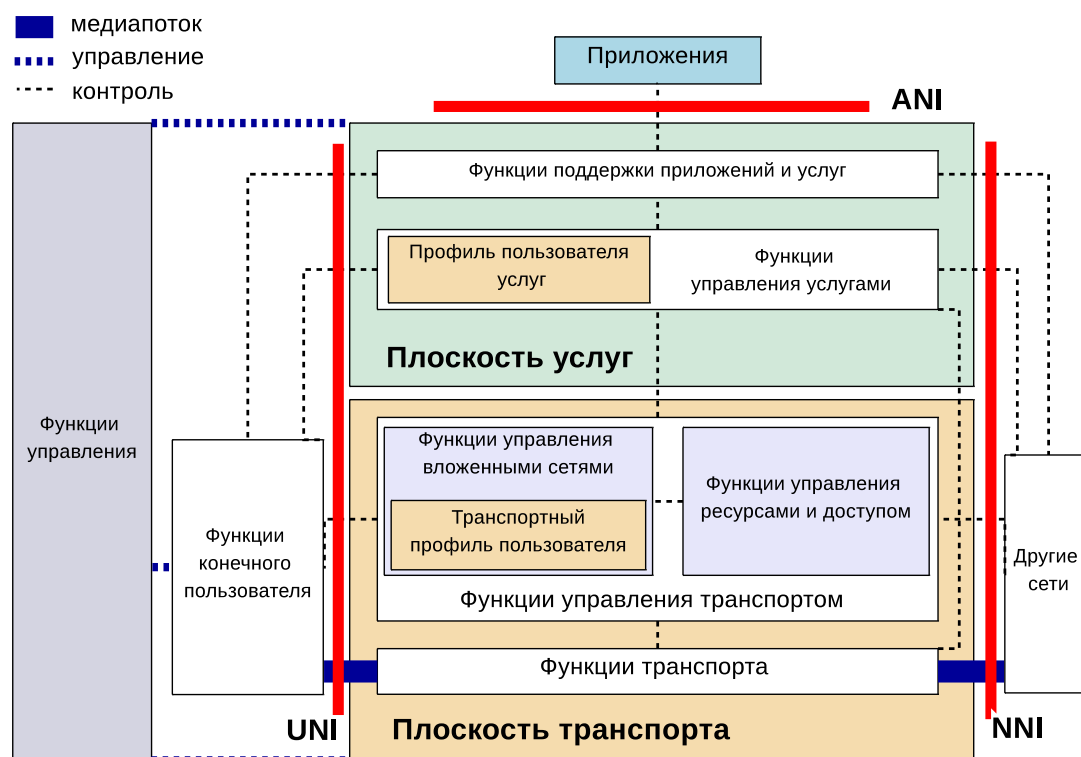 медиапоток
управление
контроль
Приложения
ANI
Функции поддержки приложений и услуг
Профиль пользователя
услуг
Функции
управления услугами
Плоскость услуг
Функции
управления
Функции управления
вложенными сетями
Транспортный
профиль пользователя
Функции управления
ресурсами и доступом
Функции
конечного
пользователя
Другие
сети
Функции управления транспортом
Функции транспорта
UNI
Плоскость транспорта
NNI